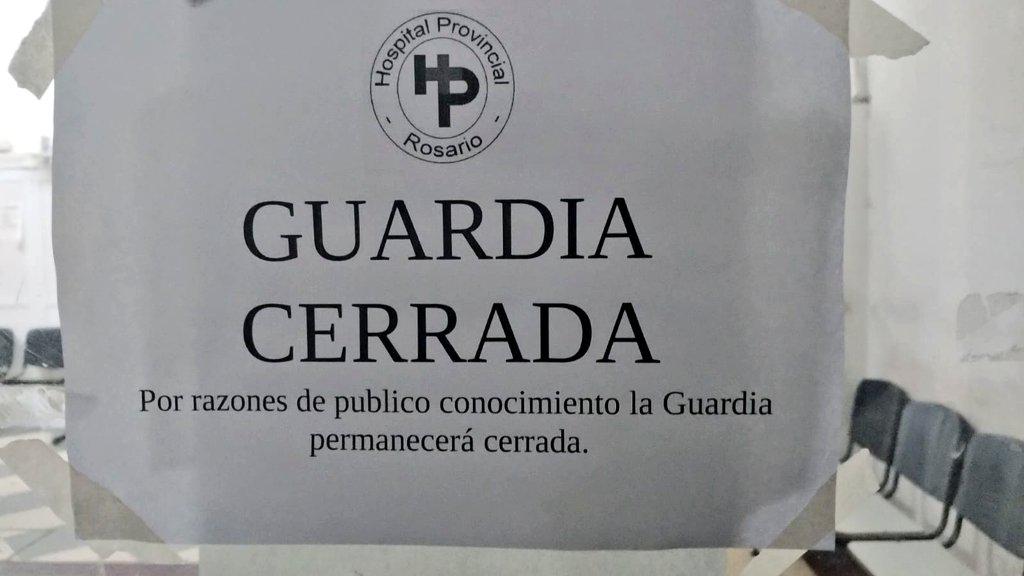 Hospital Provincial
HP
- Rosario -
GUARDIA
CERRADA
Por razones de publico conocimiento la Guardia
permanecerá cerrada.